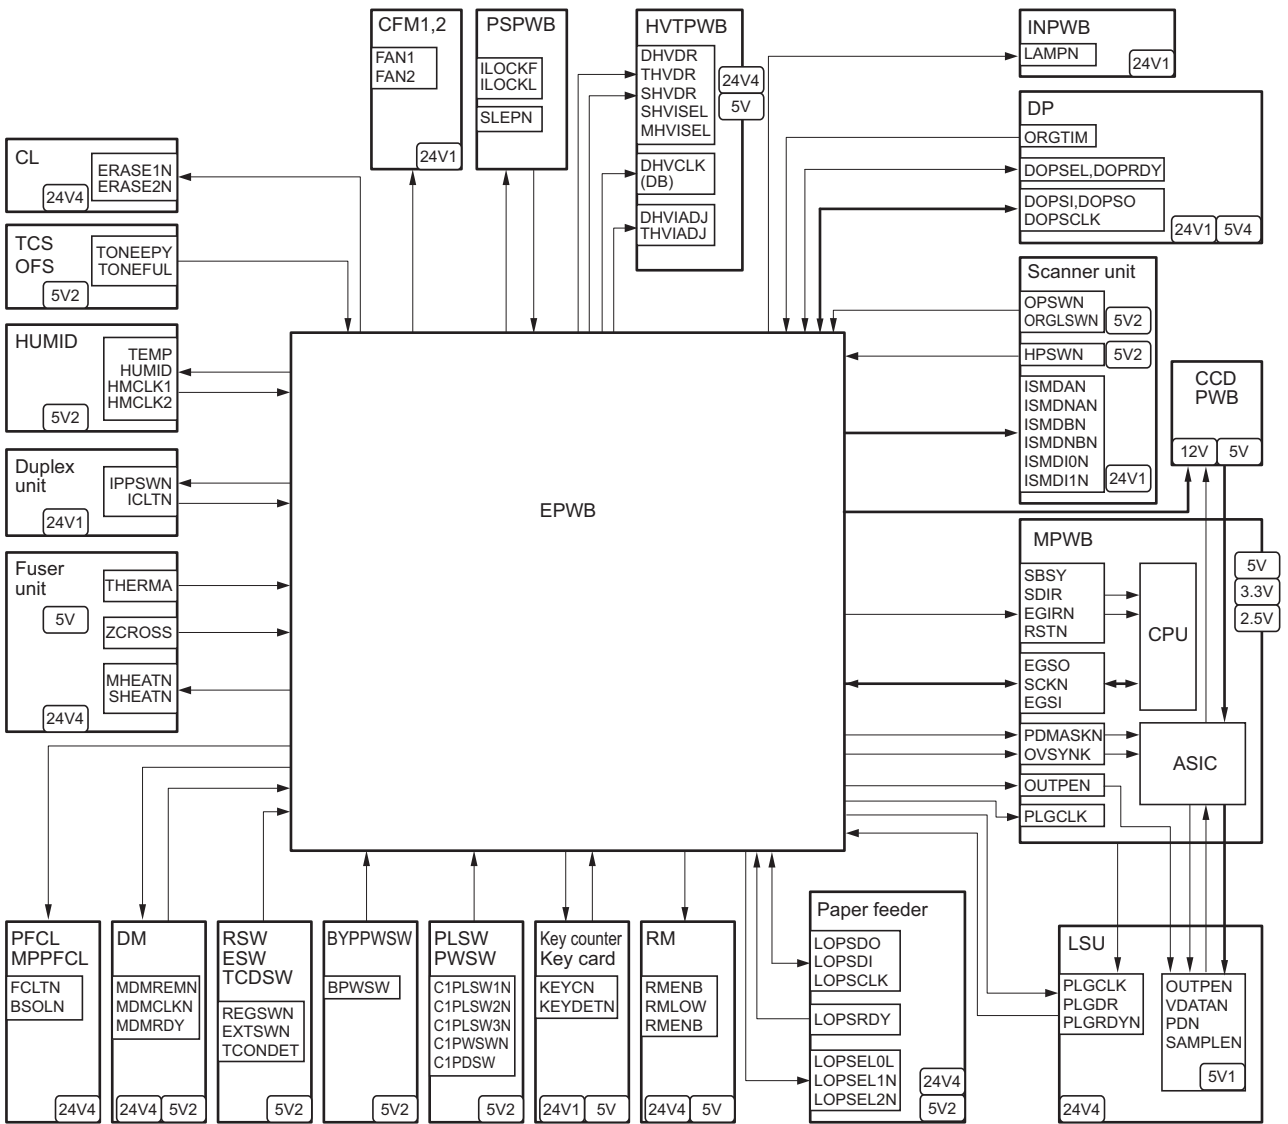 CFM1,2
FAN1
FAN2
24V1
PSPWB
ILOCKF
ILOCKL
SLEPN
HVTPWB
DHVDR
THVDR
SHVDR
SHVISEL
MHVISEL
24V4
5V
DHVCLK
(DB)
DHVIADJ
THVIADJ
INPWB
LAMPN
24V1
DP
ORGTIM
DOPSEL,DOPRDY
DOPSI,DOPSO
DOPSCLK
24V1
5V4
CL
ERASE1N
ERASE2N
24V4
TCS
OFS
TONEEPY
TONEFUL
5V2
HUMID
TEMP
HUMID
HMCLK1
HMCLK2
5V2
Duplex
unit
IPPSWN
ICLTN
24V1
Fuser
unit
THERMA
5V
ZCROSS
MHEATN
SHEATN
24V4
EPWB
Scanner unit
OPSWN
ORGLSWN
5V2
HPSWN
5V2
ISMDAN
ISMDNAN
ISMDBN
ISMDNBN
ISMDI0N
ISMDI1N
24V1
CCD
PWB
12V
5V
MPWB
5V
3.3V
2.5V
SBSY
SDIR
EGIRN
RSTN
CPU
EGSO
SCKN
EGSI
PDMASKN
OVSYNK
ASIC
OUTPEN
PLGCLK
PFCL
MPPFCL
FCLTN
BSOLN
24V4
DM
MDMREMN
MDMCLKN
MDMRDY
24V4
5V2
RSW
ESW
TCDSW
REGSWN
EXTSWN
TCONDET
5V2
BYPPWSW
BPWSW
5V2
PLSW
PWSW
C1PLSW1N
C1PLSW2N
C1PLSW3N
C1PWSWN
C1PDSW
5V2
Key counter
Key card
KEYCN
KEYDETN
24V1
5V
RM
RMENB
RMLOW
RMENB
24V4
5V
Paper feeder
LOPSDO
LOPSDI
LOPSCLK
LOPSRDY
LOPSEL0L
LOPSEL1N
LOPSEL2N
24V4
5V2
LSU
PLGCLK
PLGDR
PLGRDYN
OUTPEN
VDATAN
PDN
SAMPLEN
5V1
24V4